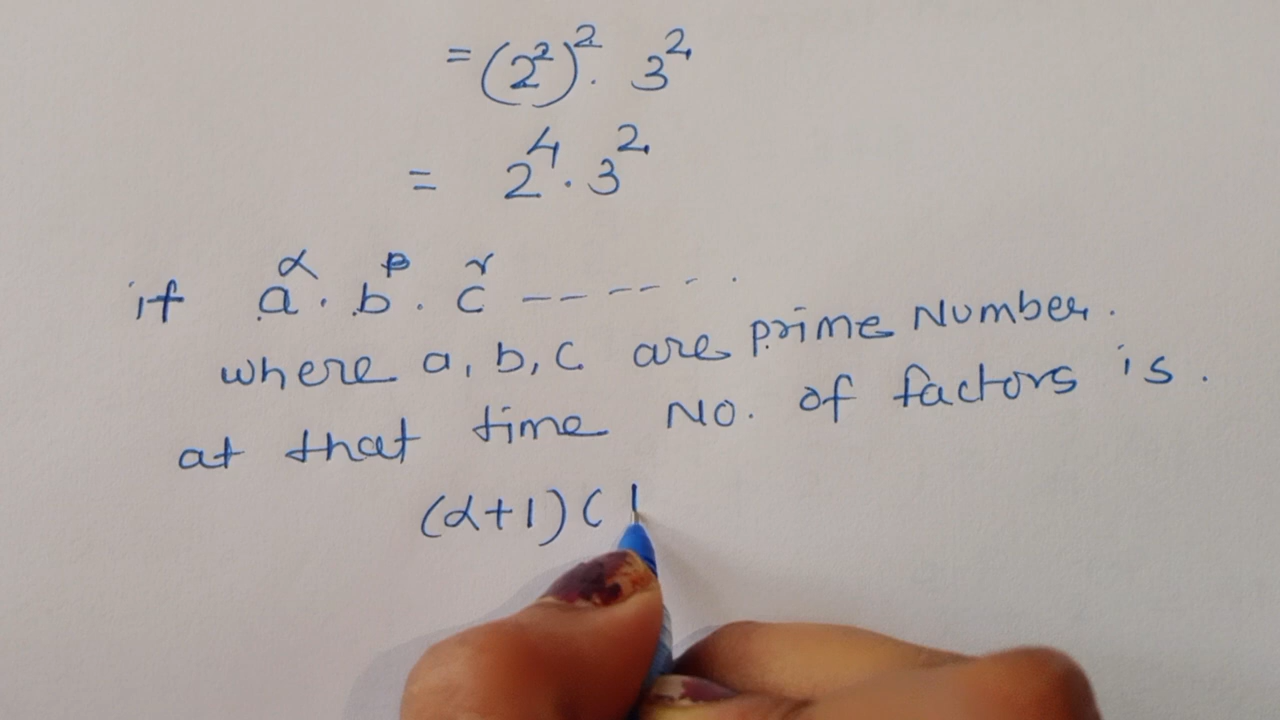 = (2²)². 3²
= 2⁴. 3²
if a^α. b^β. c^γ ------.
where a, b, c are prime Number.
at that time No. of factors is.
(α+1) ( |